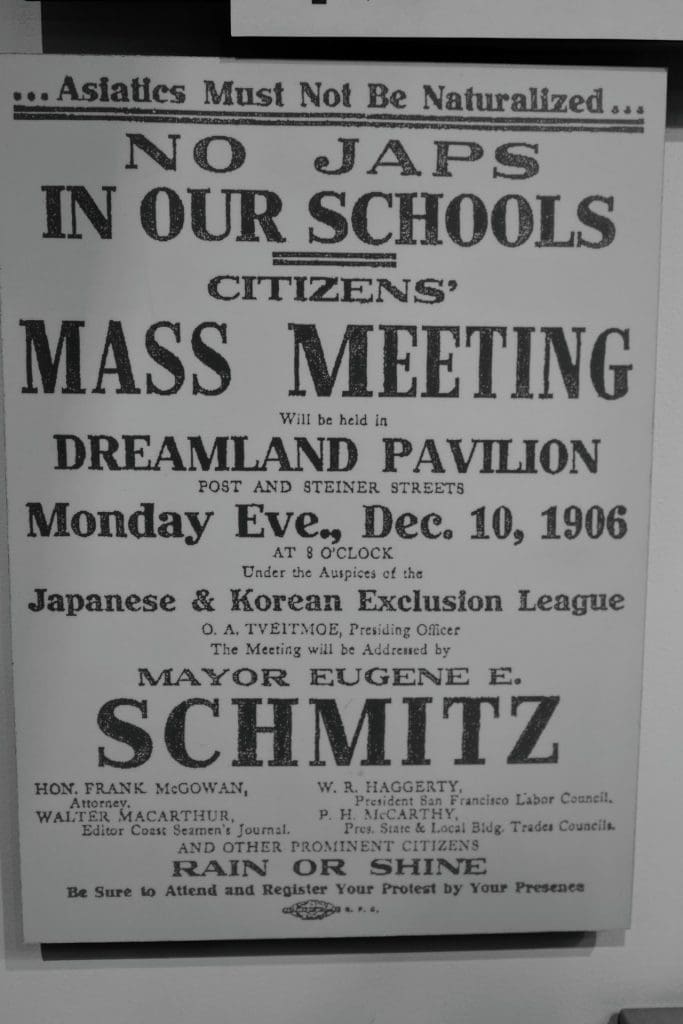 ...Asiatics Must Not Be Naturalized...
NO JAPS
IN OUR SCHOOLS
CITIZENS'
MASS MEETING
Will be held in
DREAMLAND PAVILION
POST AND STEINER STREETS
Monday Eve., Dec. 10, 1906
AT 8 O'CLOCK
Under the Auspices of the
Japanese & Korean Exclusion League
O. A. TVEITMOE, Presiding Officer
The Meeting will be Addressed by
MAYOR EUGENE E.
SCHMITZ
HON. FRANK McGOWAN,
Attorney.
WALTER MACARTHUR,
Editor Coast Seamen's Journal.
W. R. HAGGERTY,
President San Francisco Labor Council.
P. H. McCARTHY,
Pres. State & Local Bldg. Trades Councils.
AND OTHER PROMINENT CITIZENS
RAIN OR SHINE
Be Sure to Attend and Register Your Protest by Your Presence